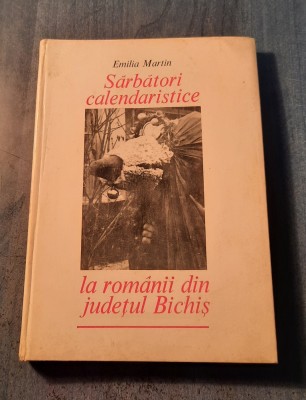 Emilia Martin
Sărbători
calendaristice
la românii din
județul Bichiș